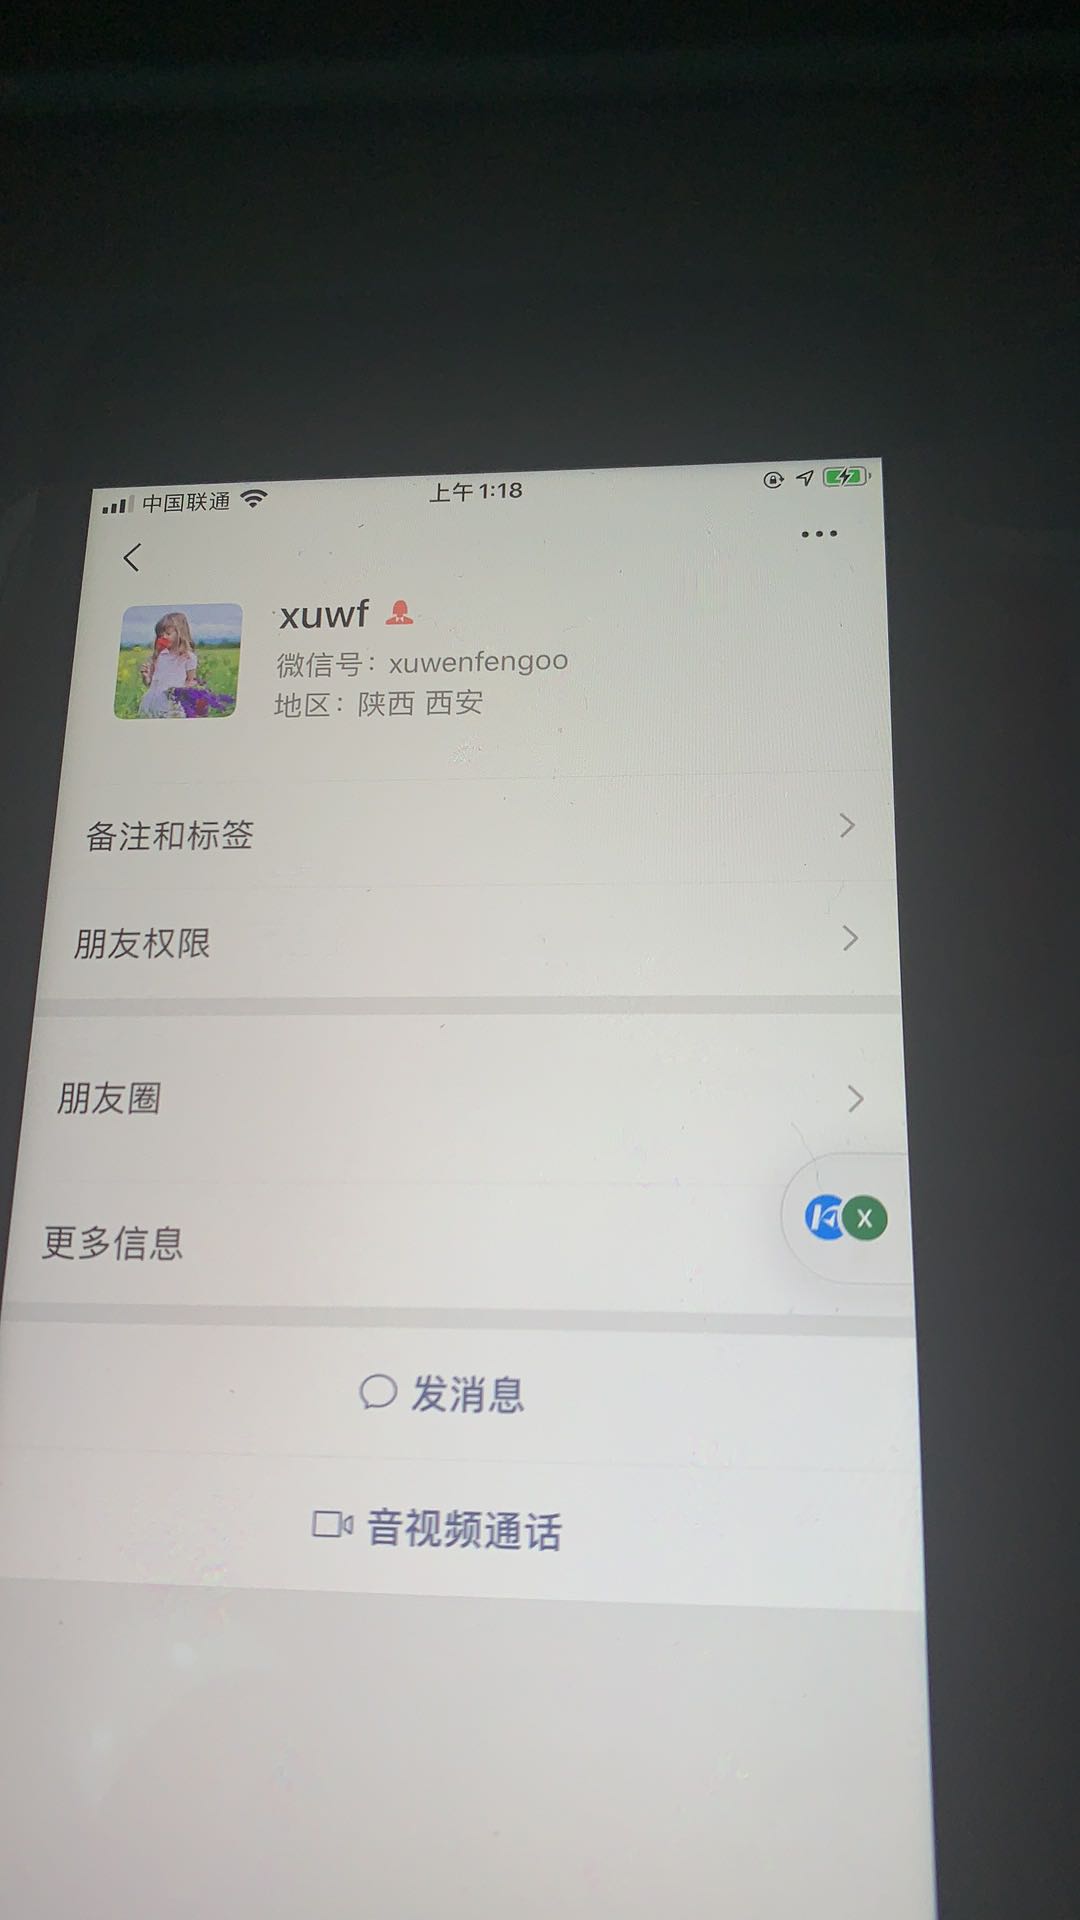 中国联通
上午1:18
xuwf
微信号：xuwenfengoo
地区：陕西 西安
备注和标签
朋友权限
朋友圈
更多信息
X
发消息
音视频通话